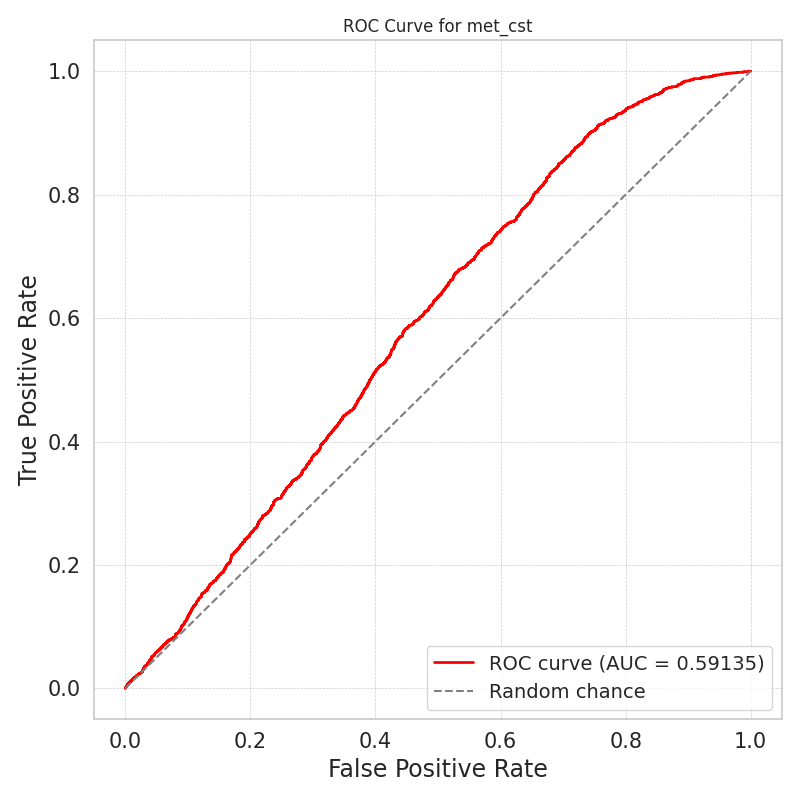 ROC Curve for met_cst
1.0
0.8
0.6
0.4
0.2
0.0
True Positive Rate
ROC curve (AUC = 0.59135)
Random chance
0.0 0.2 0.4 0.6 0.8 1.0
False Positive Rate